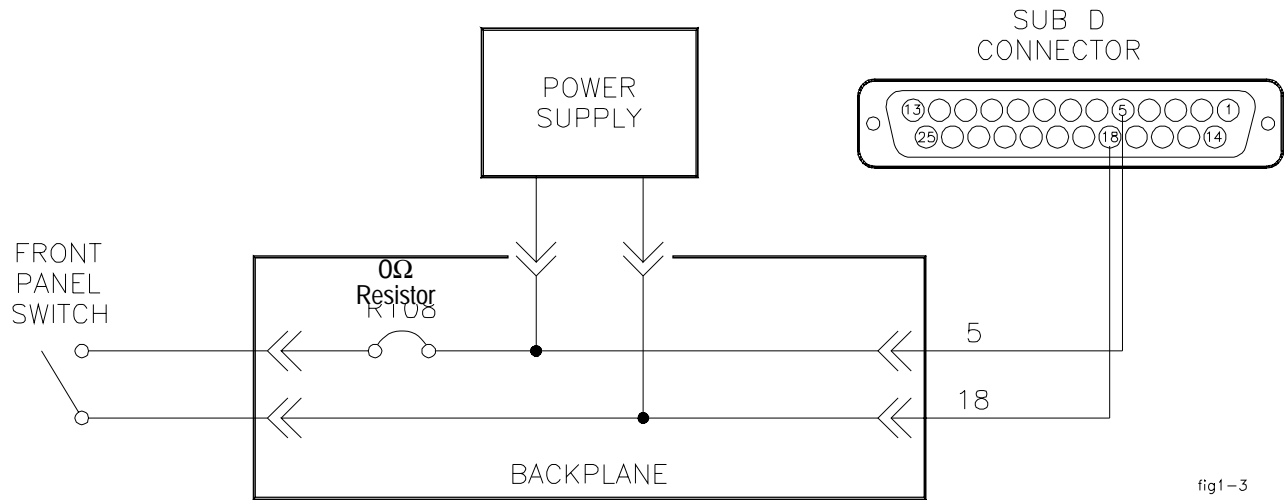 SUB D
CONNECTOR
POWER
SUPPLY
13 5 1
25 18 14
FRONT
PANEL
SWITCH
0Ω
Resistor
R108
5
18
BACKPLANE
fig1-3